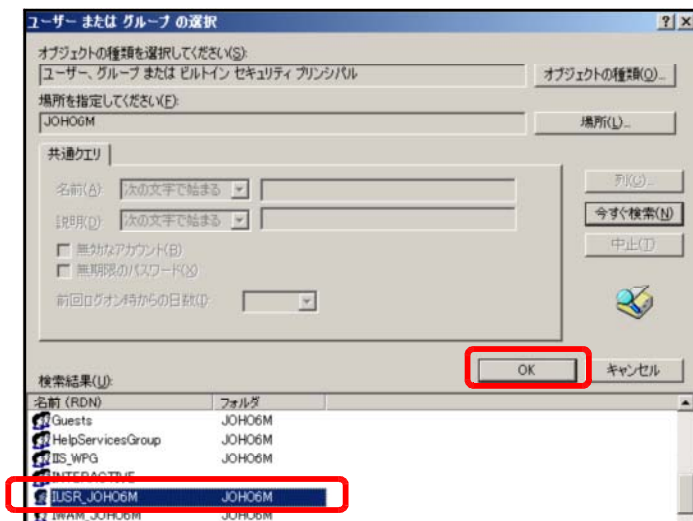 ユーザー または グループ の選択
オブジェクトの種類を選択してください(S):
ユーザー、グループ または ビルトイン セキュリティ プリンシパル
オブジェクトの種類(O)...
場所を指定してください(F):
JOHO6M
場所(L)...
共通クエリ
名前(A): 次の文字で始まる
列(C)...
説明(D): 次の文字で始まる
今すぐ検索(N)
無効なアカウント(B)
中止(T)
無期限のパスワード(X)
前回ログオン時からの日数(I):
OK
キャンセル
検索結果(U):
名前 (RDN) フォルダ
Guests JOHO6M
HelpServicesGroup JOHO6M
IIS_WPG JOHO6M
INTERACTIVE
IUSR_JOHO6M JOHO6M
IWAM_JOHO6M JOHO6M